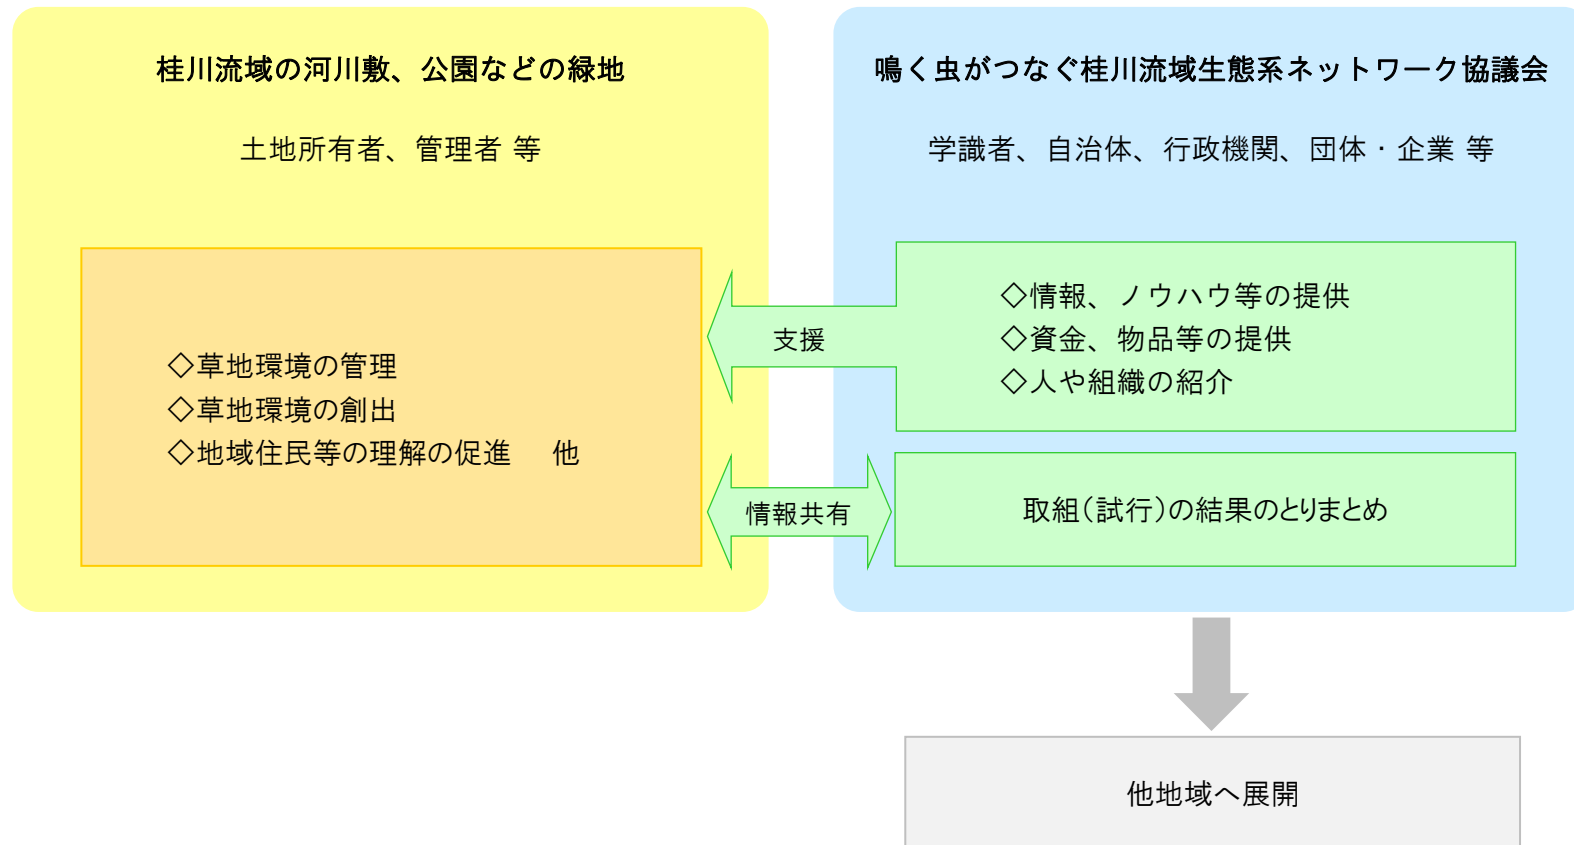 桂川流域の河川敷、公園などの緑地
土地所有者、管理者 等
◇草地環境の管理
◇草地環境の創出
◇地域住民等の理解の促進　他
鳴く虫がつなぐ桂川流域生態系ネットワーク協議会
学識者、自治体、行政機関、団体・企業 等
◇情報、ノウハウ等の提供
◇資金、物品等の提供
◇人や組織の紹介
支援
情報共有
取組（試行）の結果のとりまとめ
他地域へ展開